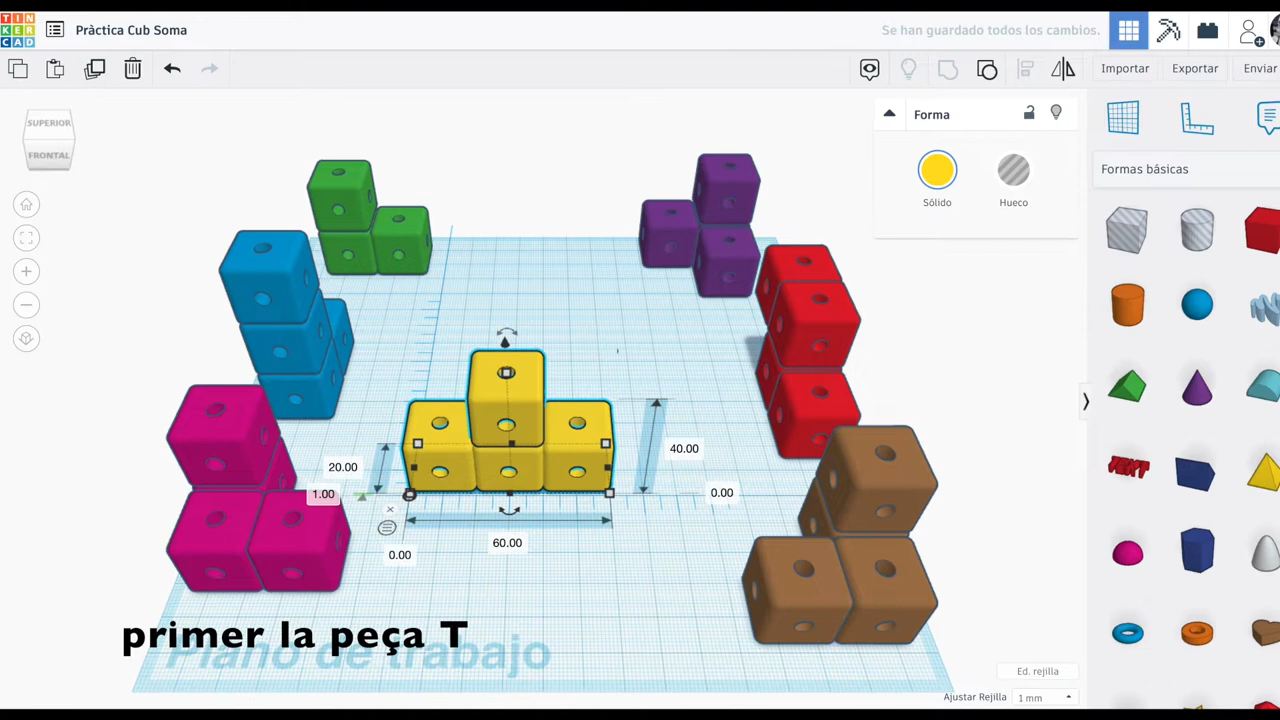 TIN
KER
CAD
Pràctica Cub Soma
Se han guardado todos los cambios.
Importar
Exportar
Enviar
SUPERIOR
FRONTAL
Forma
Sólido
Hueco
Formas básicas
TEXT
20.00
1.00
40.00
0.00
0.00
60.00
primer la peça T
Plano de trabajo
Ed. rejilla
Ajustar Rejilla
1 mm